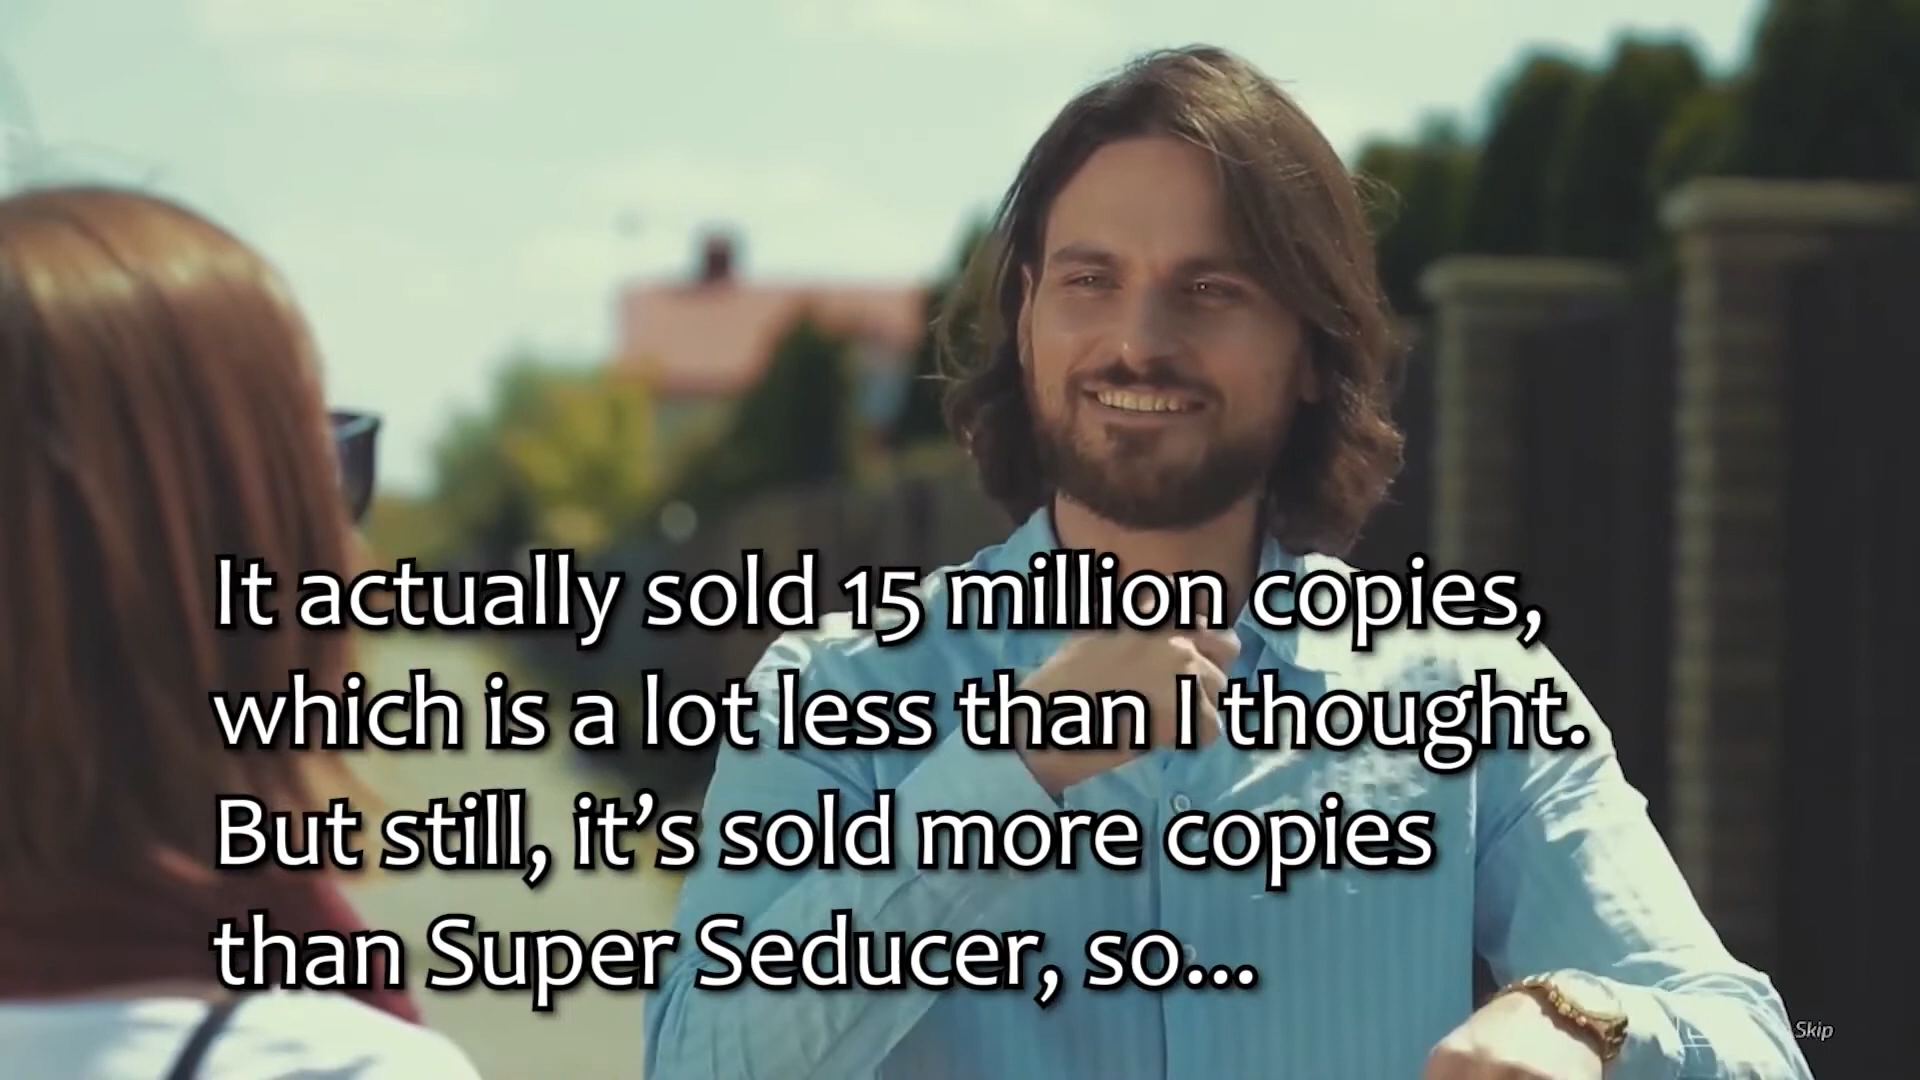 It actually sold 15 million copies,
which is a lot less than I thought.
But still, it's sold more copies
than Super Seducer, so...
Skip